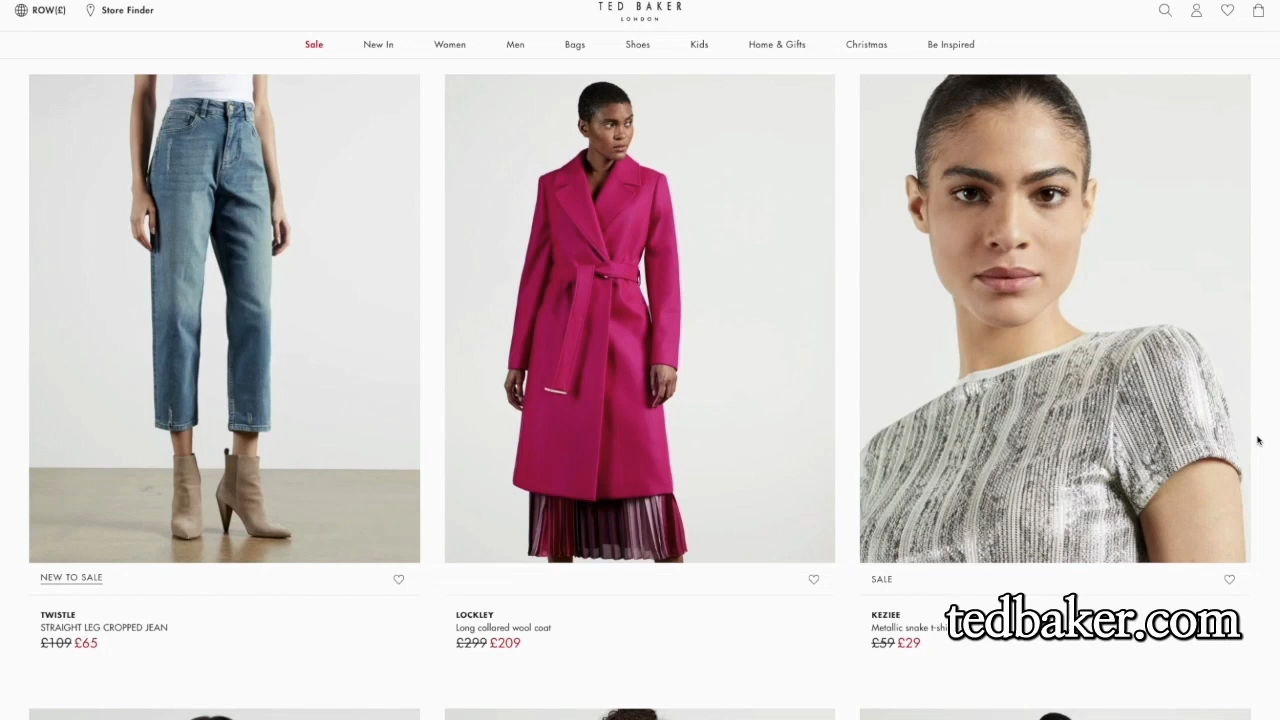 ROW(£) Store Finder
TED BAKER
LONDON
Sale New In Women Men Bags Shoes Kids Home & Gifts Christmas Be Inspired
NEW TO SALE
TWISTLE
STRAIGHT LEG CROPPED JEAN
£109 £65
LOCKLEY
Long collared wool coat
£299 £209
SALE
KEZIEE
Metallic snake t-shi
£59 £29
tedbaker.com